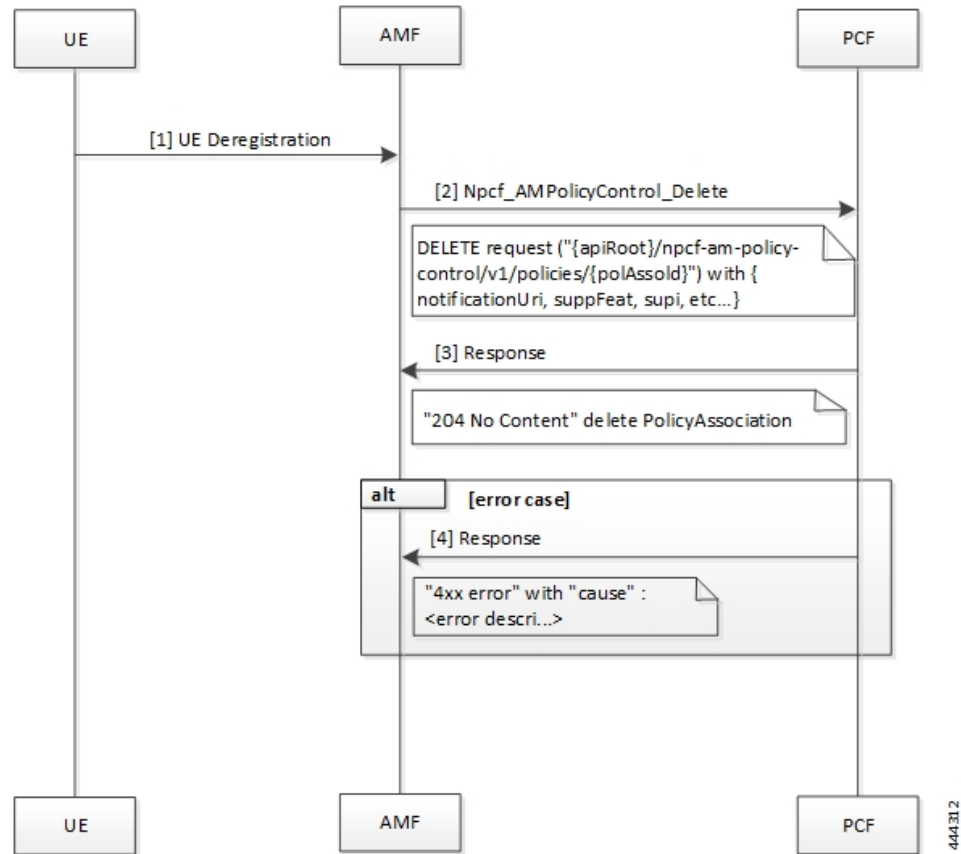 UE
AMF
PCF
[1] UE Deregistration
[2] Npcf_AMPolicyControl_Delete
DELETE request ("{apiRoot}/npcf-am-policy-
control/v1/policies/{polAssoId}") with {
notificationUri, suppFeat, supi, etc...}
[3] Response
"204 No Content" delete PolicyAssociation
alt
[error case]
[4] Response
"4xx error" with "cause" :
<error descri...>
UE
AMF
PCF
444312